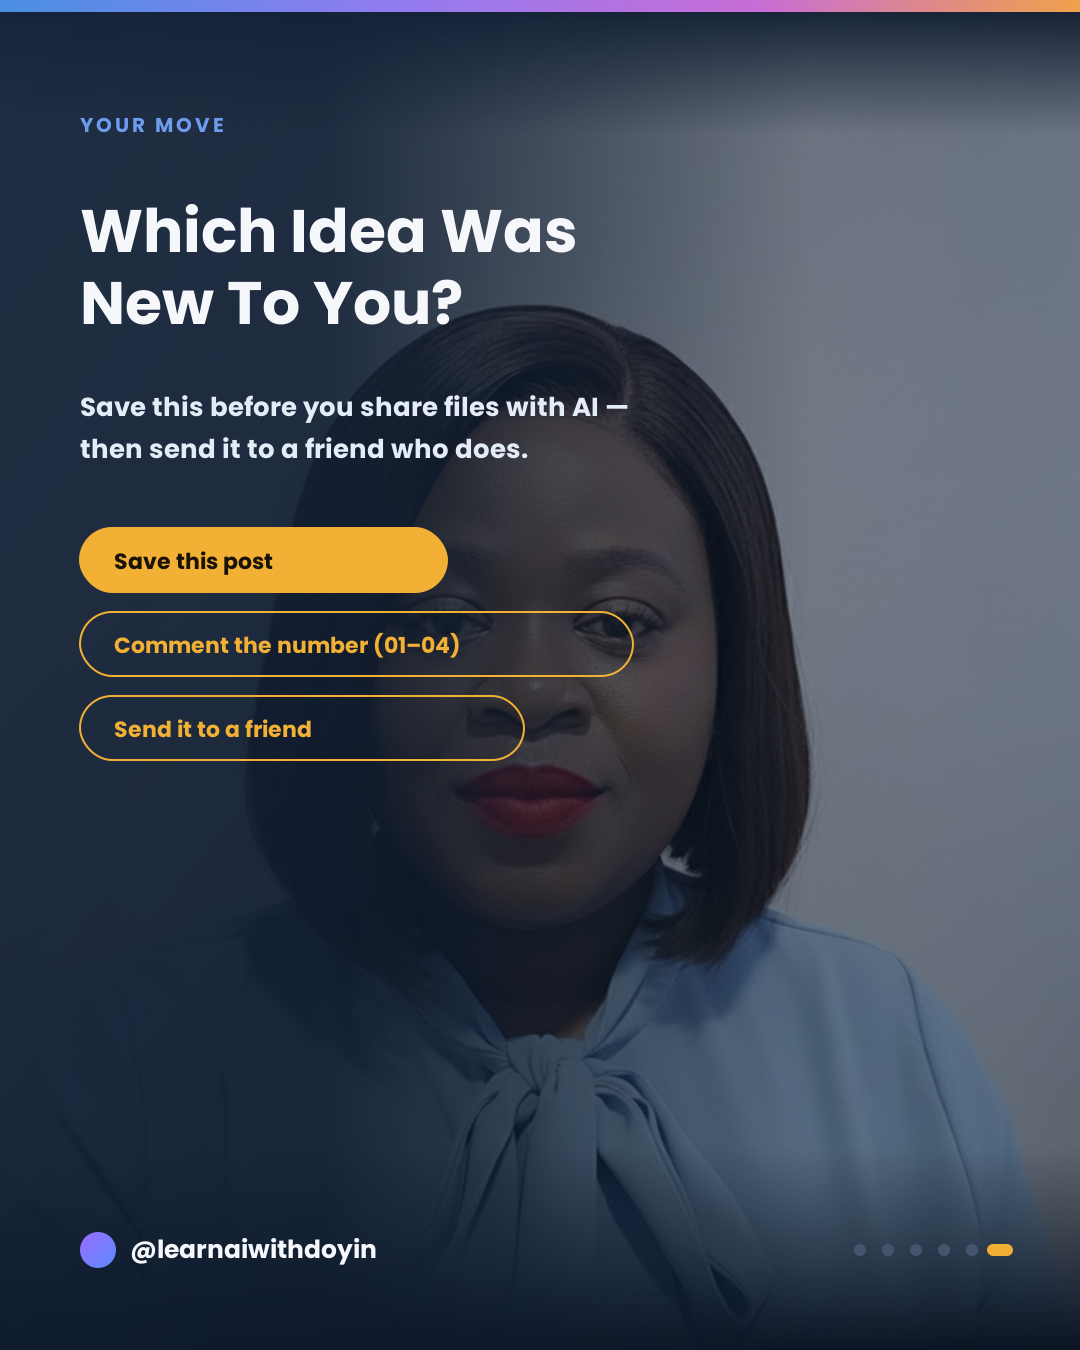 YOUR MOVE
Which Idea Was
New To You?
Save this before you share files with AI —
then send it to a friend who does.
Save this post
Comment the number (01–04)
Send it to a friend
@learnaiwithdoyin